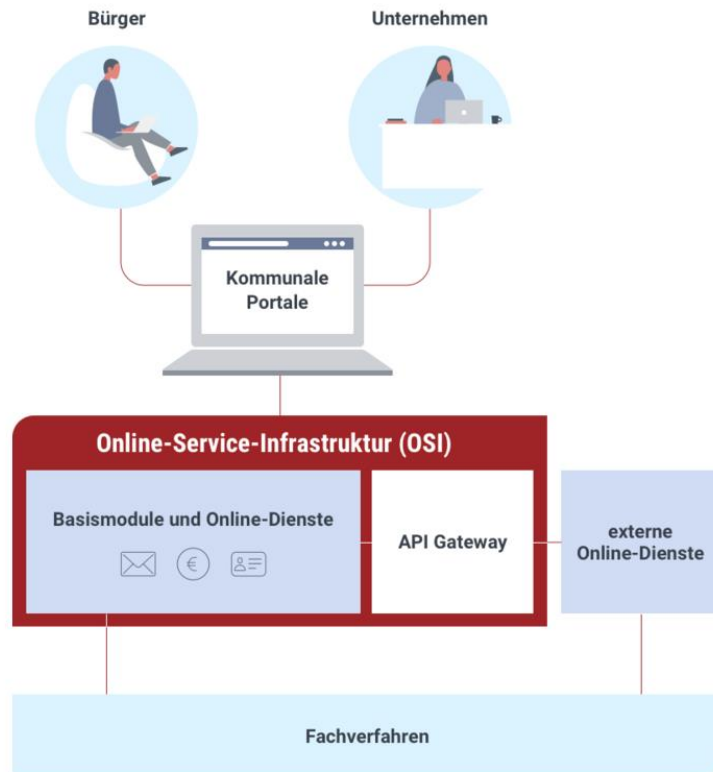 Bürger
Unternehmen
Kommunale
Portale
Online-Service-Infrastruktur (OSI)
Basismodule und Online-Dienste
€
API Gateway
externe
Online-Dienste
Fachverfahren